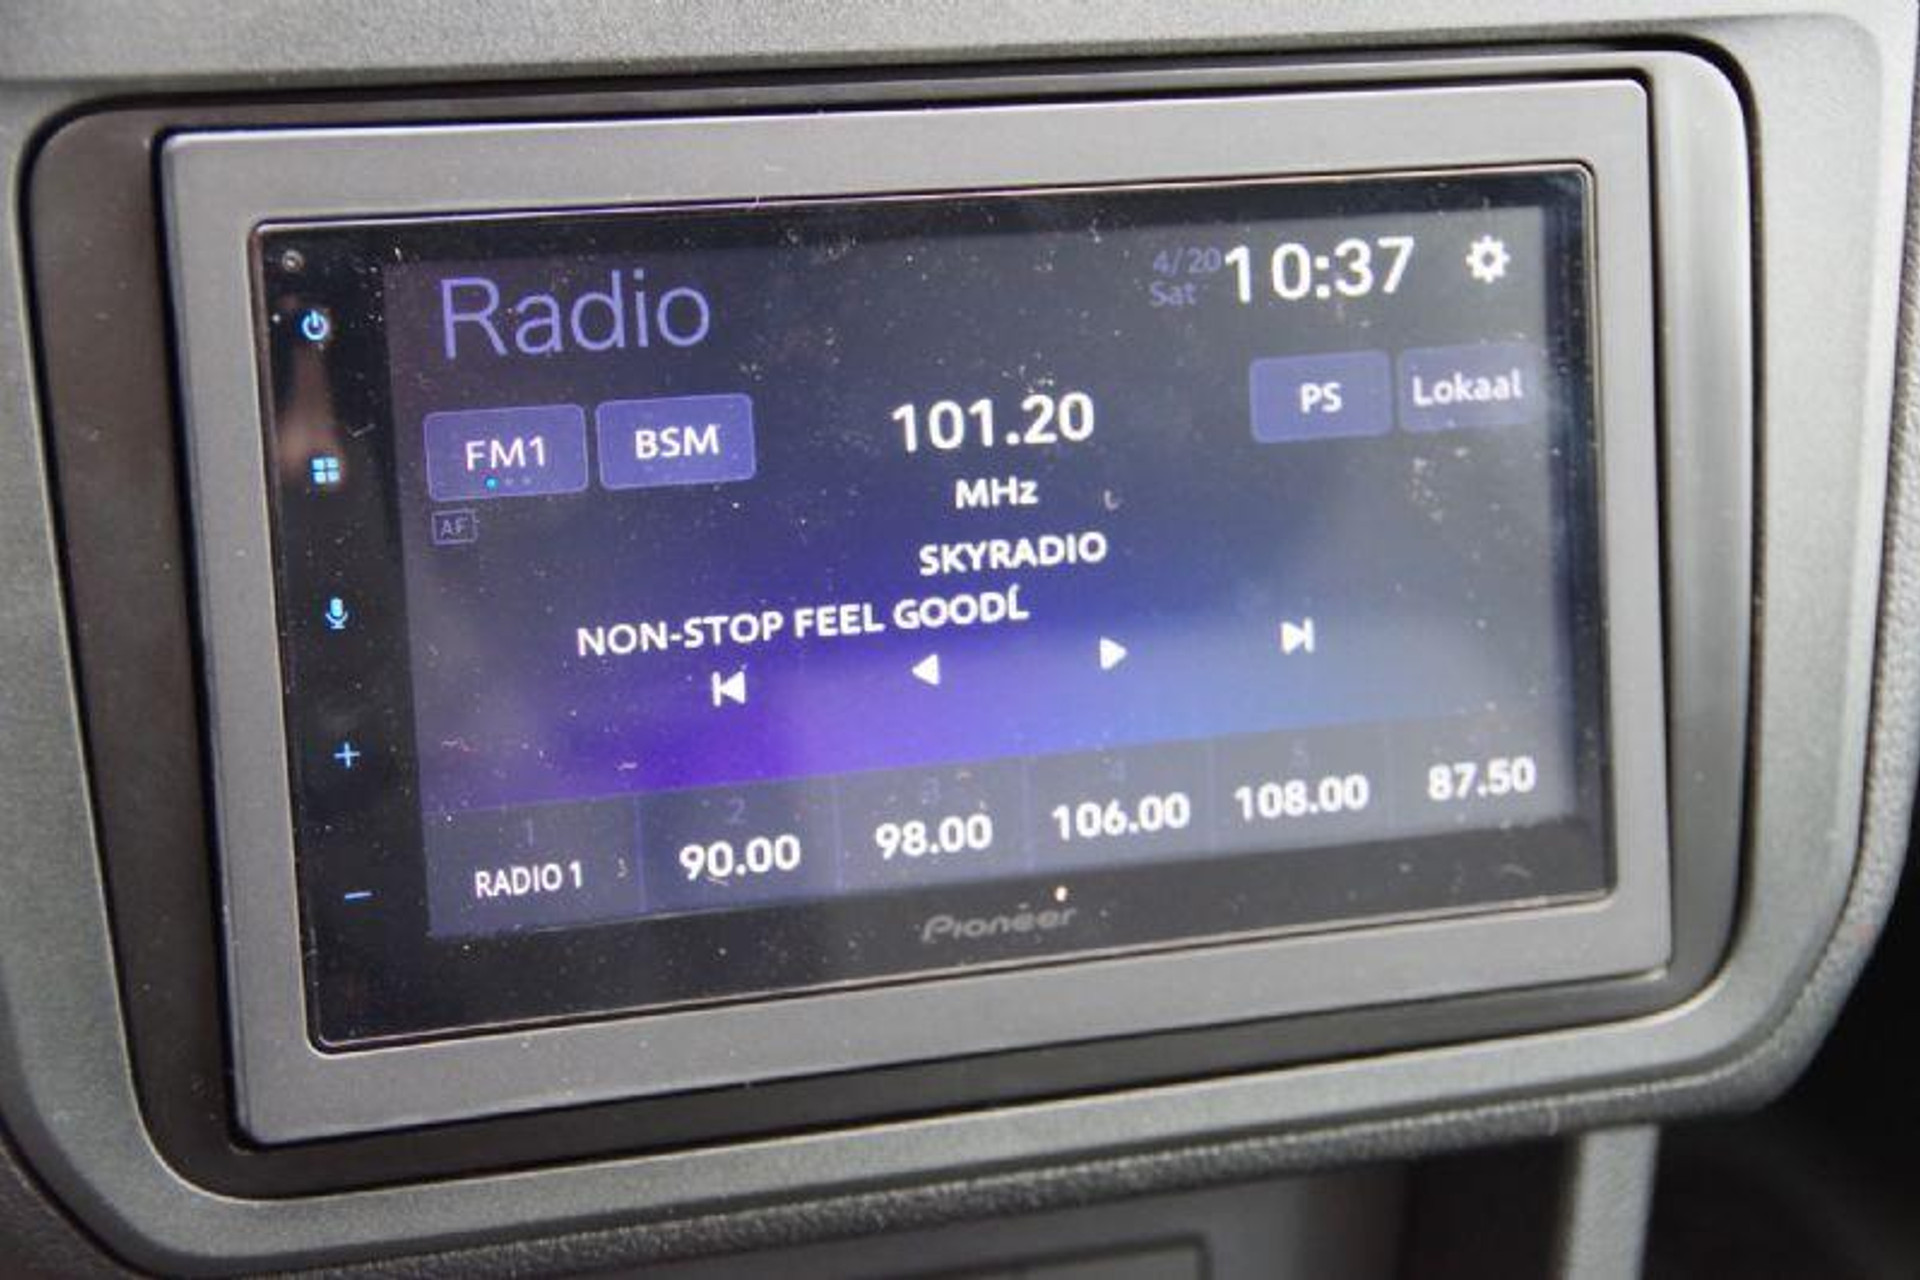 Radio
4/20
Sat
10:37
FM1
BSM
101.20
PS
Lokaal
MHz
AF
SKYRADIO
NON-STOP FEEL GOOD
1
2
3
4
5
RADIO 1
90.00
98.00
106.00
108.00
87.50
Pioneer